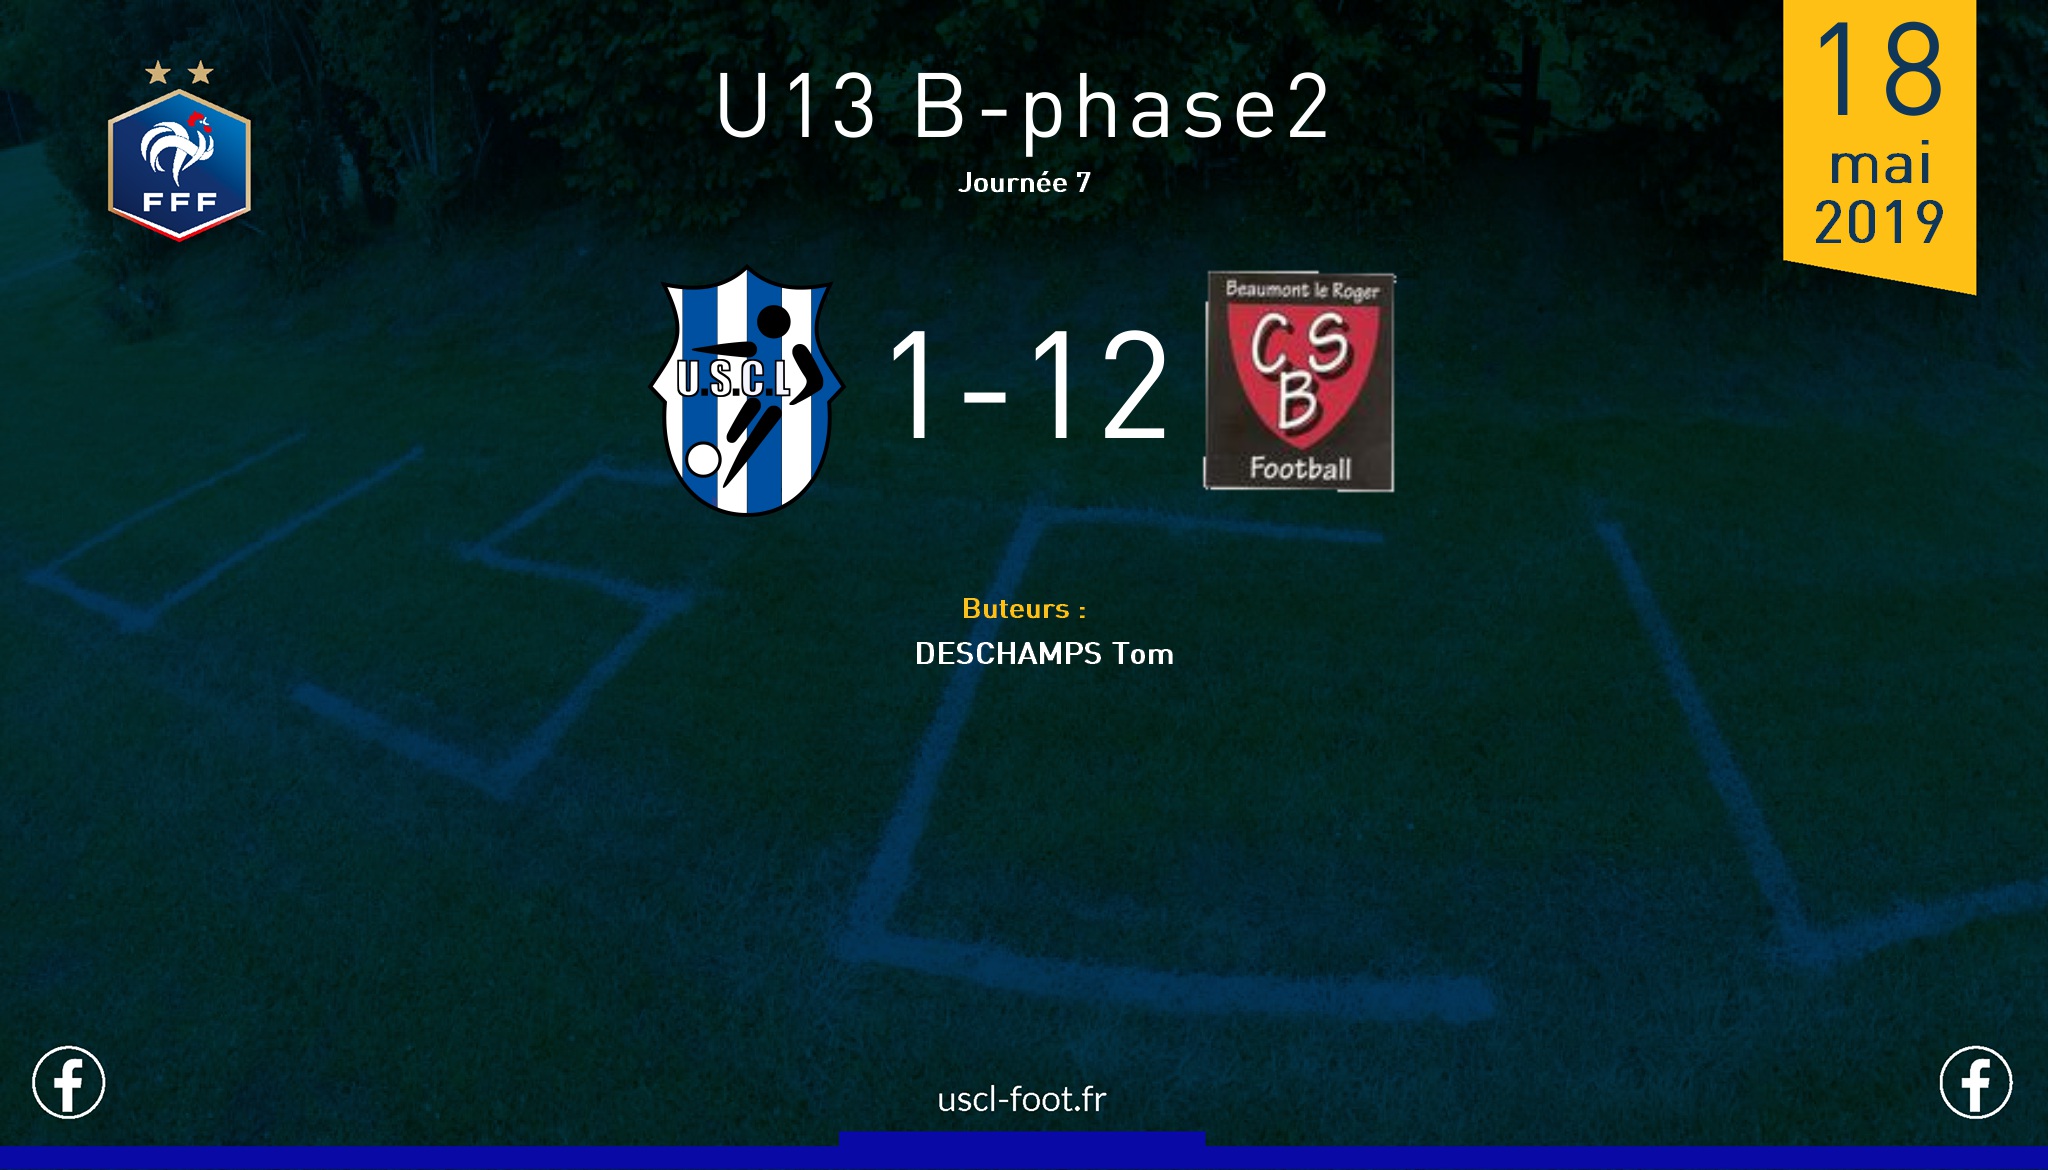 U13 B-phase2
Journée 7
18
mai
2019
FFF
U.S.C.L
1-12
Beaumont le Roger
CSB
Football
Buteurs :
DESCHAMPS Tom
USCL
uscl-foot.fr